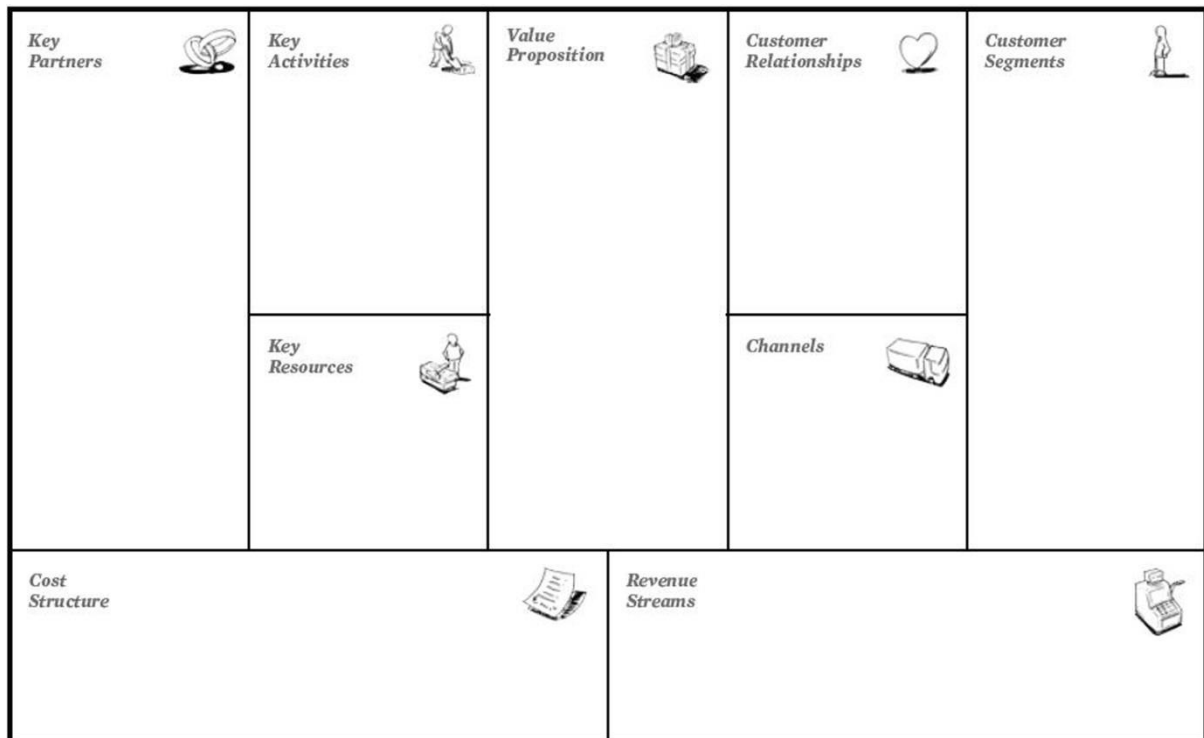 Key
Partners
Key
Activities
Value
Proposition
Customer
Relationships
Customer
Segments
Key
Resources
Channels
Cost
Structure
Revenue
Streams